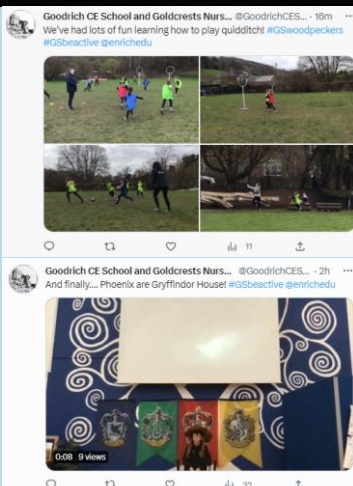 Goodrich CE School and Goldcrests Nurs... @GoodrichCES... · 16m ...
We've had lots of fun learning how to play quidditch! #GSwoodpeckers
#GSbeactive @enrichedu
11
Goodrich CE School and Goldcrests Nurs... @GoodrichCES... · 2h ...
And finally.... Phoenix are Gryffindor House! #GSbeactive @enrichedu
0:08 9 views
22